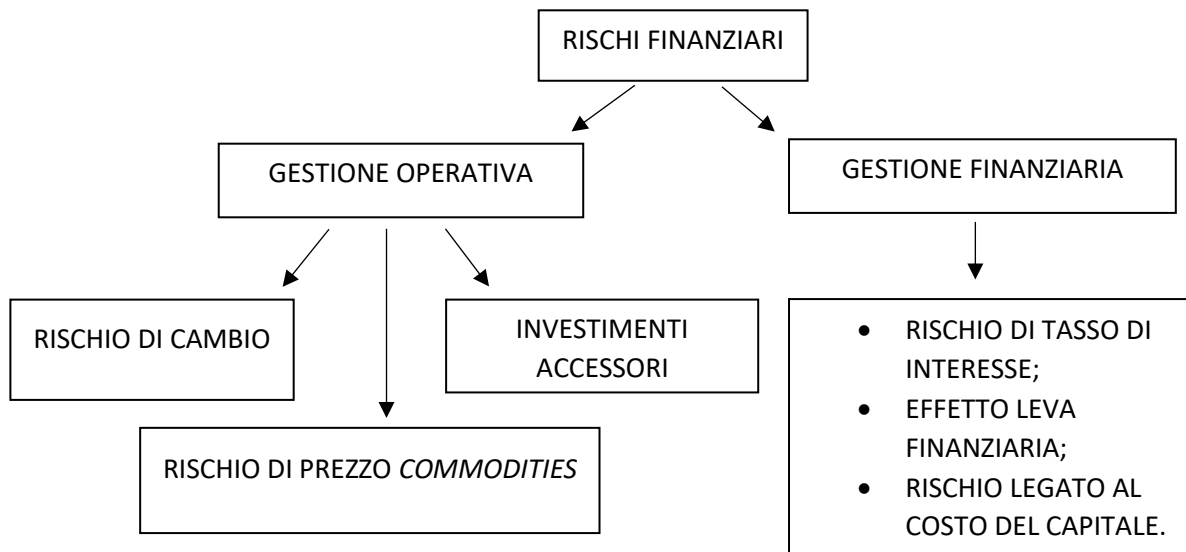 RISCHI FINANZIARI
GESTIONE OPERATIVA
GESTIONE FINANZIARIA
RISCHIO DI CAMBIO
INVESTIMENTI
ACCESSORI
RISCHIO DI PREZZO COMMODITIES
• RISCHIO DI TASSO DI
INTERESSE;
• EFFETTO LEVA
FINANZIARIA;
• RISCHIO LEGATO AL
COSTO DEL CAPITALE.